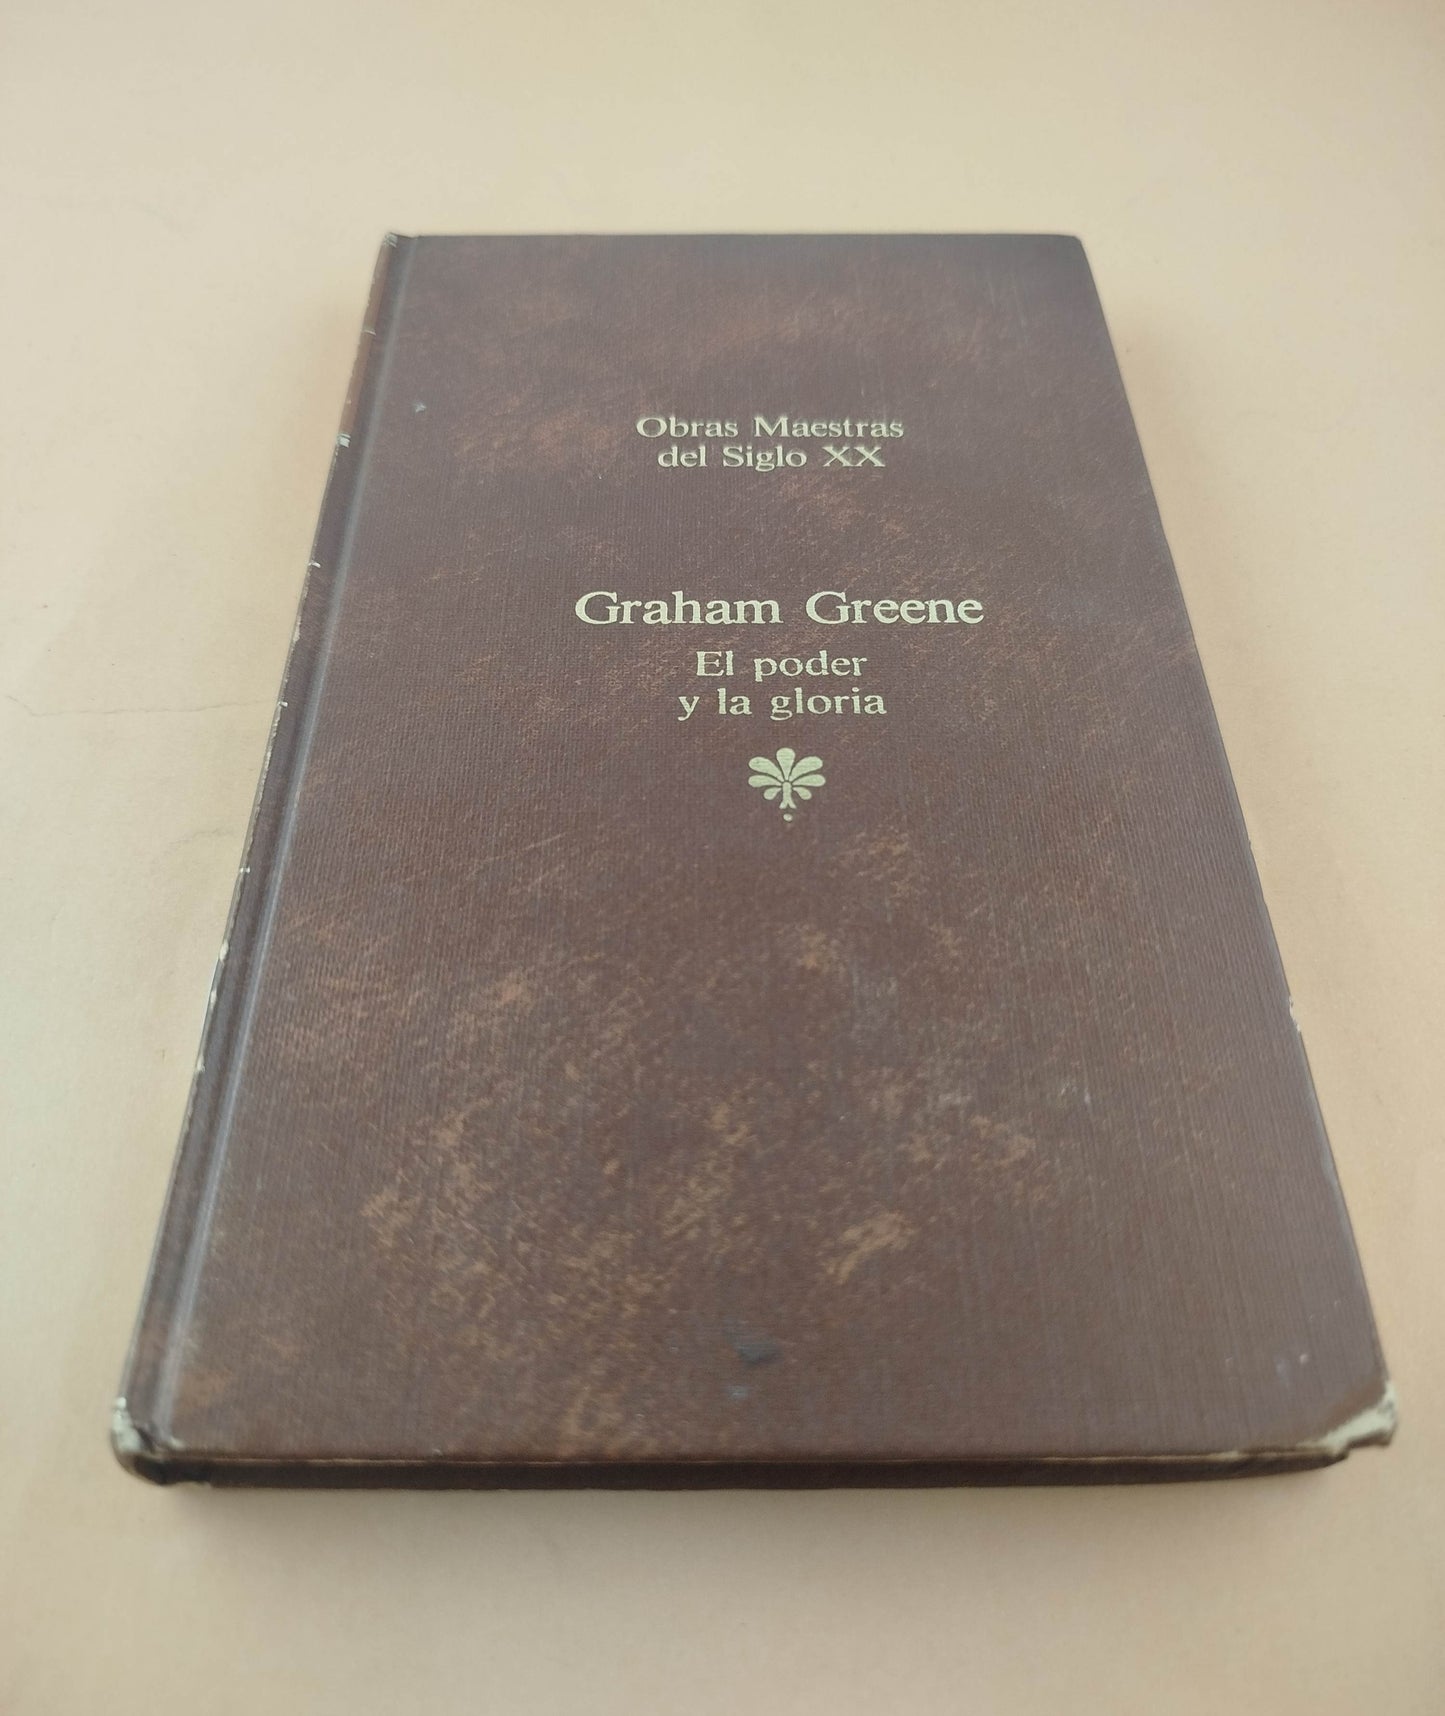 Obras Maestras
del Siglo XX
Graham Greene
El poder
y la gloria